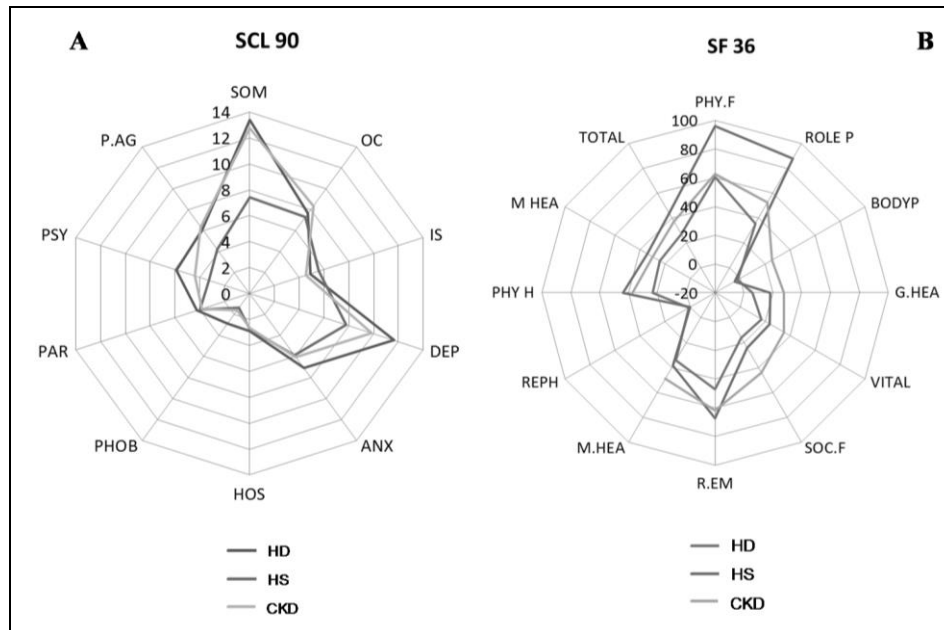 A
SCL 90
SOM
14
12
10
8
6
4
2
0
OC
IS
DEP
ANX
HOS
PHOB
PAR
PSY
P.AG
HD
HS
CKD
B
SF 36
PHY.F
100
80
60
40
20
0
-20
ROLE P
BODYP
G.HEA
VITAL
SOC.F
R.EM
M.HEA
REPH
PHY H
M HEA
TOTAL
HD
HS
CKD